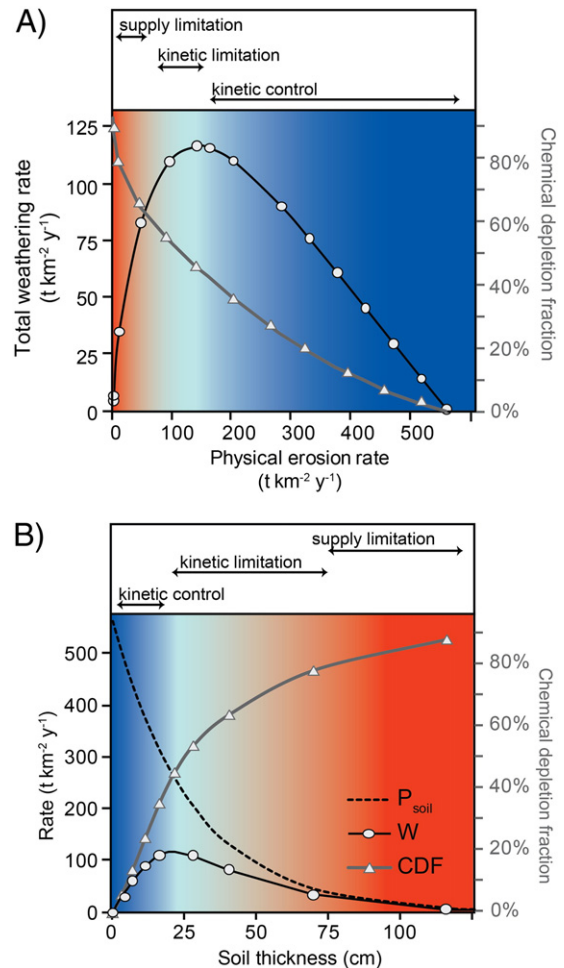 A)
supply limitation
kinetic limitation
kinetic control
125
100
75
50
25
0
Total weathering rate
(t km-2 y-1)
80%
60%
40%
20%
0%
Chemical depletion fraction
0 100 200 300 400 500
Physical erosion rate
(t km-2 y-1)
B)
supply limitation
kinetic limitation
kinetic control
500
400
300
200
100
0
Rate (t km-2 y-1)
80%
60%
40%
20%
0%
Chemical depletion fraction
Psoil
W
CDF
0 25 50 75 100
Soil thickness (cm)